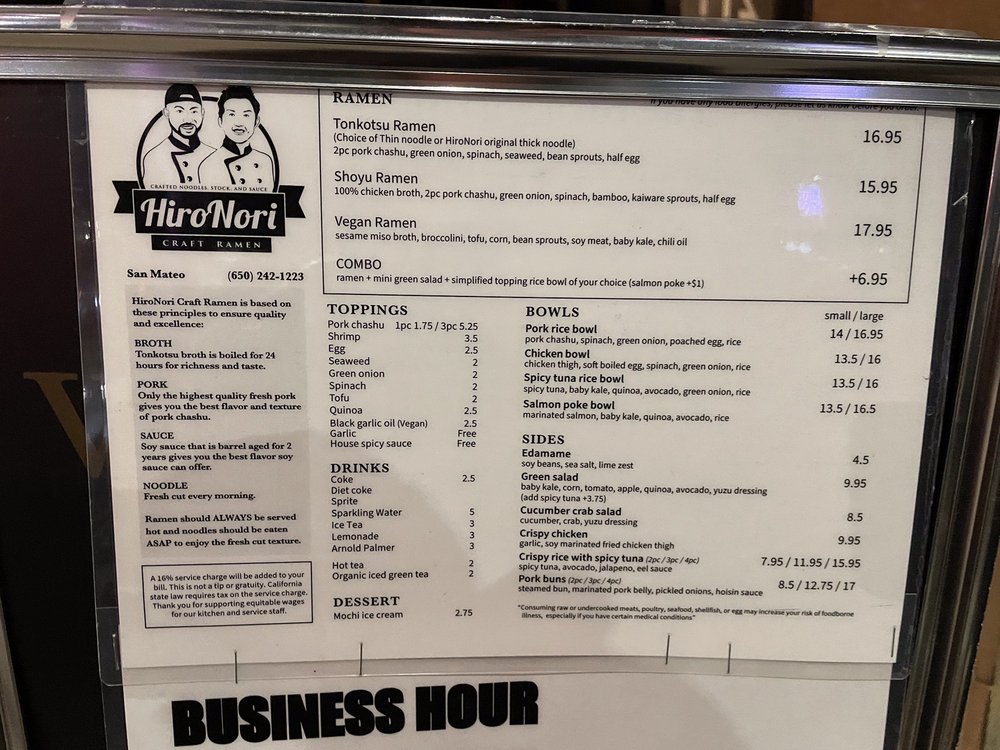 RAMEN
If you have any food allergies, please let us know before you order.
Tonkotsu Ramen 16.95
(Choice of Thin noodle or HiroNori original thick noodle)
2pc pork chashu, green onion, spinach, seaweed, bean sprouts, half egg
Shoyu Ramen 15.95
100% chicken broth, 2pc pork chashu, green onion, spinach, bamboo, kaiware sprouts, half egg
Vegan Ramen 17.95
sesame miso broth, broccolini, tofu, corn, bean sprouts, soy meat, baby kale, chili oil
COMBO +6.95
ramen + mini green salad + simplified topping rice bowl of your choice (salmon poke +$1)
CRAFTED NOODLES, STOCK, AND SAUCE
HiroNori
CRAFT RAMEN
San Mateo (650) 242-1223
HiroNori Craft Ramen is based on
these principles to ensure quality
and excellence:
BROTH
Tonkotsu broth is boiled for 24
hours for richness and taste.
PORK
Only the highest quality fresh pork
gives you the best flavor and texture
of pork chashu.
SAUCE
Soy sauce that is barrel aged for 2
years gives you the best flavor soy
sauce can offer.
NOODLE
Fresh cut every morning.
Ramen should ALWAYS be served
hot and noodles should be eaten
ASAP to enjoy the fresh cut texture.
A 16% service charge will be added to your
bill. This is not a tip or gratuity. California
state law requires tax on the service charge.
Thank you for supporting equitable wages
for our kitchen and service staff.
TOPPINGS
Pork chashu 1pc 1.75 / 3pc 5.25
Shrimp 3.5
Egg 2.5
Seaweed 2
Green onion 2
Spinach 2
Tofu 2
Quinoa 2.5
Black garlic oil (Vegan) 2.5
Garlic Free
House spicy sauce Free
DRINKS
Coke 2.5
Diet coke
Sprite
Sparkling Water 5
Ice Tea 3
Lemonade 3
Arnold Palmer 3
Hot tea 2
Organic iced green tea 2
DESSERT
Mochi ice cream 2.75
BOWLS small / large
Pork rice bowl 14 / 16.95
pork chashu, spinach, green onion, poached egg, rice
Chicken bowl 13.5 / 16
chicken thigh, soft boiled egg, spinach, green onion, rice
Spicy tuna rice bowl 13.5 / 16
spicy tuna, baby kale, quinoa, avocado, green onion, rice
Salmon poke bowl 13.5 / 16.5
marinated salmon, baby kale, quinoa, avocado, rice
SIDES
Edamame 4.5
soy beans, sea salt, lime zest
Green salad 9.95
baby kale, corn, tomato, apple, quinoa, avocado, yuzu dressing
(add spicy tuna +3.75)
Cucumber crab salad 8.5
cucumber, crab, yuzu dressing
Crispy chicken 9.95
garlic, soy marinated fried chicken thigh
Crispy rice with spicy tuna (2pc / 3pc / 4pc) 7.95 / 11.95 / 15.95
spicy tuna, avocado, jalapeno, eel sauce
Pork buns (2pc / 3pc / 4pc) 8.5 / 12.75 / 17
steamed bun, marinated pork belly, pickled onions, hoisin sauce
"Consuming raw or undercooked meats, poultry, seafood, shellfish, or egg may increase your risk of foodborne
illness, especially if you have certain medical conditions"
BUSINESS HOUR